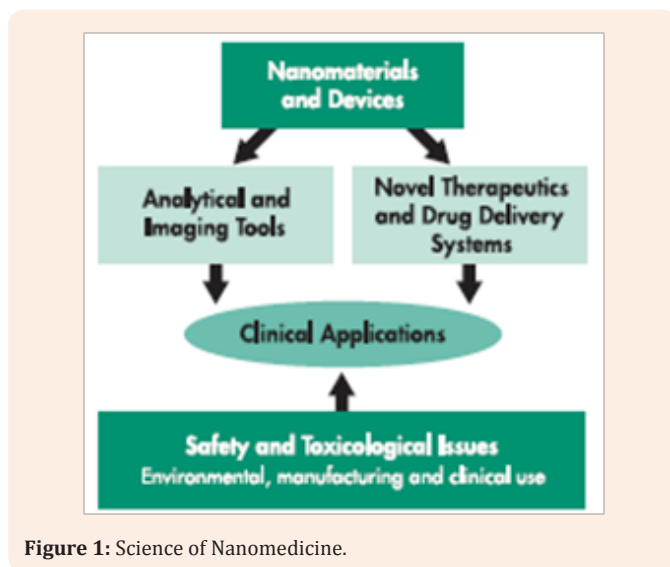 Nanomaterials
and Devices
Analytical and
Imaging Tools
Novel Therapeutics
and Drug Delivery
Systems
Clinical Applications
Safety and Toxicological Issues
Environmental, manufacturing and clinical use
Figure 1: Science of Nanomedicine.